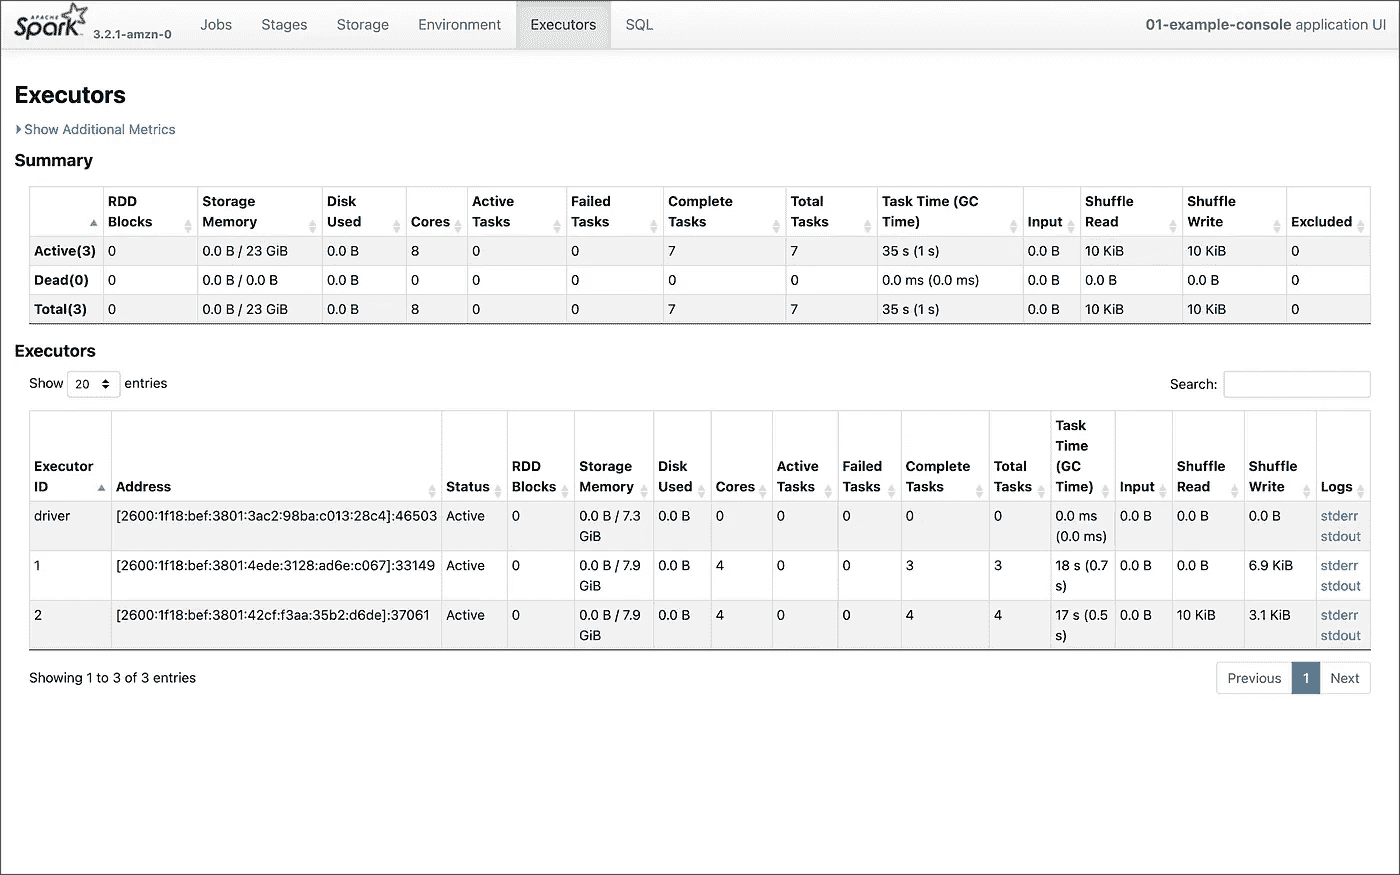 APACHE
Spark 3.2.1-amzn-0 Jobs Stages Storage Environment Executors SQL 01-example-console application UI
Executors
Show Additional Metrics
Summary
RDD Blocks Storage Memory Disk Used Cores Active Tasks Failed Tasks Complete Tasks Total Tasks Task Time (GC Time) Input Shuffle Read Shuffle Write Excluded
Active(3) 0 0.0 B / 23 GiB 0.0 B 8 0 0 7 7 35 s (1 s) 0.0 B 10 KiB 10 KiB 0
Dead(0) 0 0.0 B / 0.0 B 0.0 B 0 0 0 0 0 0.0 ms (0.0 ms) 0.0 B 0.0 B 0.0 B 0
Total(3) 0 0.0 B / 23 GiB 0.0 B 8 0 0 7 7 35 s (1 s) 0.0 B 10 KiB 10 KiB 0
Executors
Show 20 entries Search:
Executor ID Address Status RDD Blocks Storage Memory Disk Used Cores Active Tasks Failed Tasks Complete Tasks Total Tasks Task Time (GC Time) Input Shuffle Read Shuffle Write Logs
driver [2600:1f18:bef:3801:3ac2:98ba:c013:28c4]:46503 Active 0 0.0 B / 7.3 GiB 0.0 B 0 0 0 0 0 0.0 ms (0.0 ms) 0.0 B 0.0 B 0.0 B stderr stdout
1 [2600:1f18:bef:3801:4ede:3128:ad6e:c067]:33149 Active 0 0.0 B / 7.9 GiB 0.0 B 4 0 0 3 3 18 s (0.7 s) 0.0 B 0.0 B 6.9 KiB stderr stdout
2 [2600:1f18:bef:3801:42cf:f3aa:35b2:d6de]:37061 Active 0 0.0 B / 7.9 GiB 0.0 B 4 0 0 4 4 17 s (0.5 s) 0.0 B 10 KiB 3.1 KiB stderr stdout
Showing 1 to 3 of 3 entries Previous 1 Next